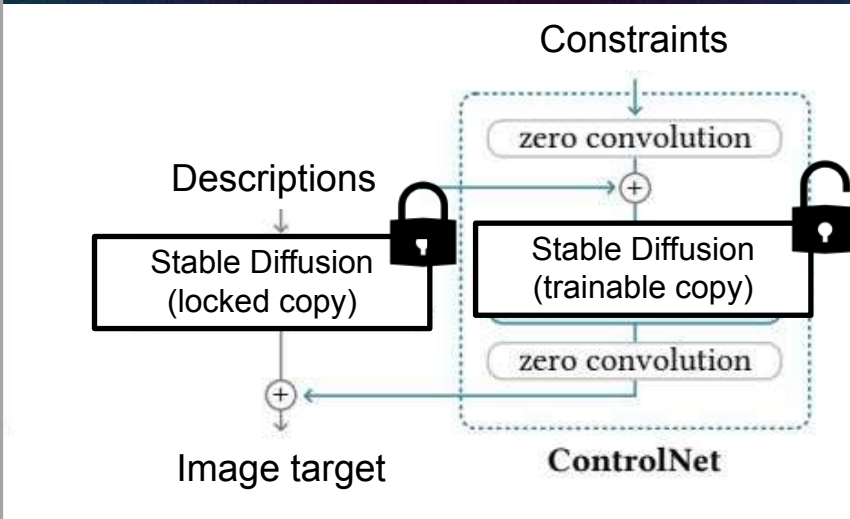 Constraints
zero convolution
Descriptions
+
Stable Diffusion
(locked copy)
Stable Diffusion
(trainable copy)
zero convolution
+
Image target
ControlNet